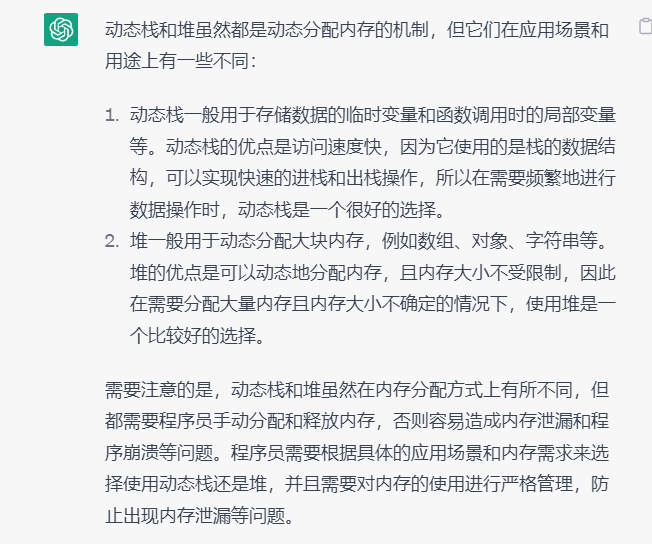 动态栈和堆虽然都是动态分配内存的机制，但它们在应用场景和
用途上有一些不同：
1. 动态栈一般用于存储数据的临时变量和函数调用时的局部变量
等。动态栈的优点是访问速度快，因为它使用的是栈的数据结
构，可以实现快速的进栈和出栈操作，所以在需要频繁地进行
数据操作时，动态栈是一个很好的选择。
2. 堆一般用于动态分配大块内存，例如数组、对象、字符串等。
堆的优点是可以动态地分配内存，且内存大小不受限制，因此
在需要分配大量内存且内存大小不确定的情况下，使用堆是一
个比较好的选择。
需要注意的是，动态栈和堆虽然在内存分配方式上有所不同，但
都需要程序员手动分配和释放内存，否则容易造成内存泄漏和程
序崩溃等问题。程序员需要根据具体的应用场景和内存需求来选
择使用动态栈还是堆，并且需要对内存的使用进行严格管理，防
止出现内存泄漏等问题。